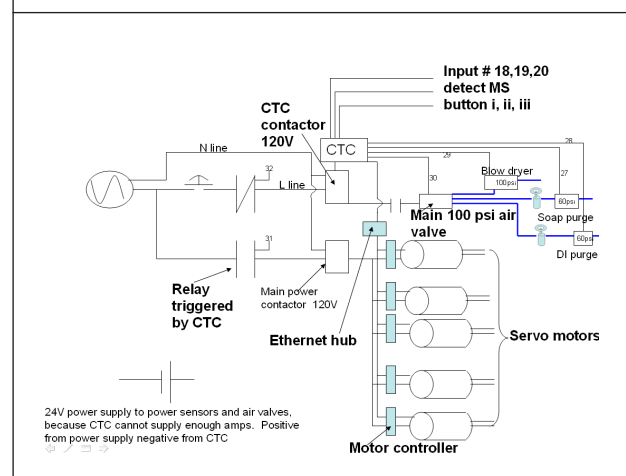 Input # 18,19,20
detect MS
button i, ii, iii
CTC
contactor
120V
CTC
N line
L line
32
31
28
29
30
27
Blow dryer
100psi
60psi
Soap purge
Main 100 psi air
valve
60psi
DI purge
Relay
triggered
by CTC
Main power
contactor 120V
Ethernet hub
Servo motors
24V power supply to power sensors and air valves,
because CTC cannot supply enough amps. Positive
from power supply negative from CTC
Motor controller